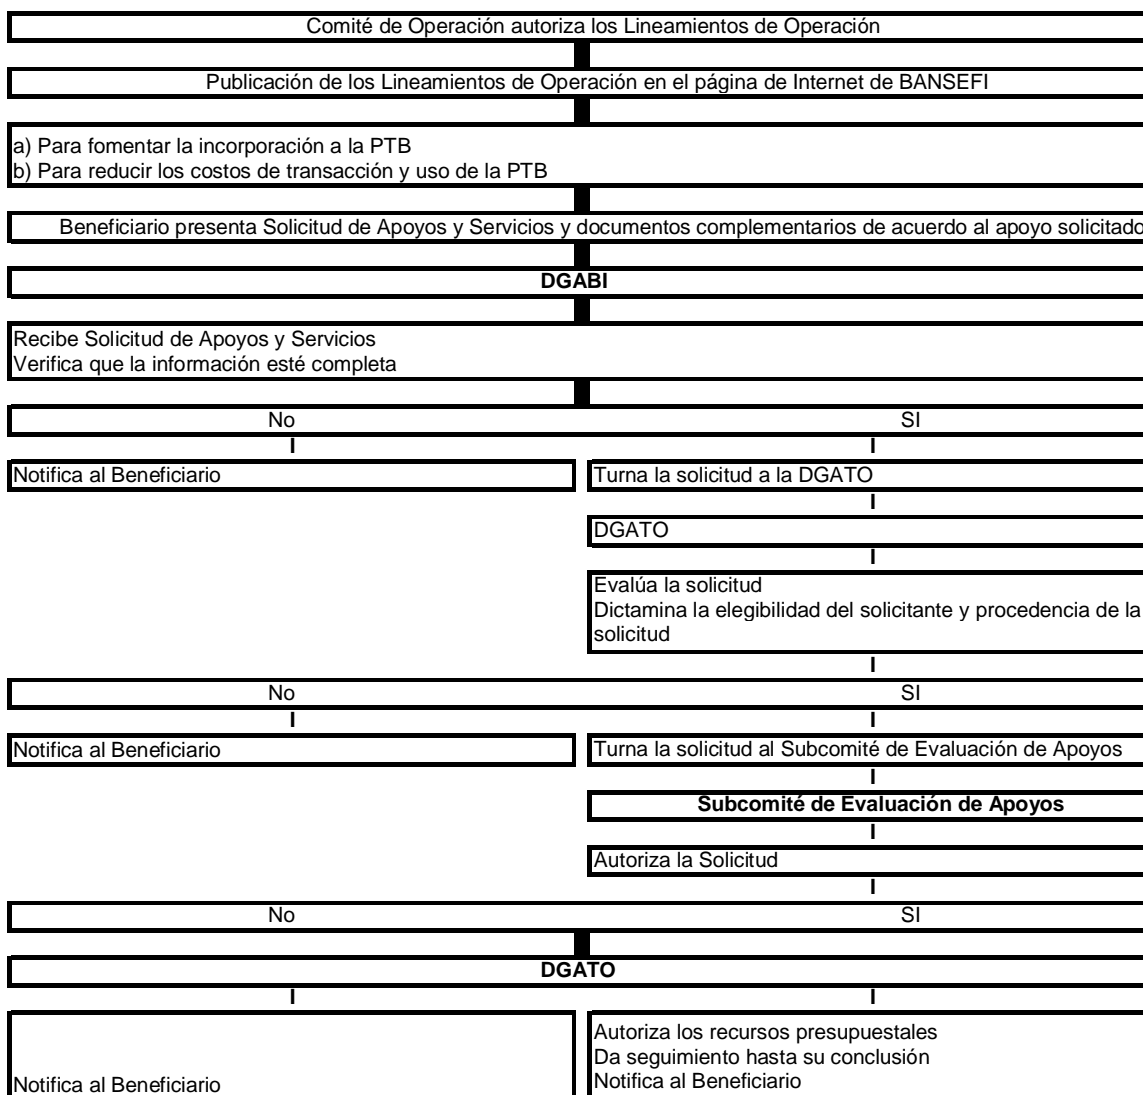 Comité de Operación autoriza los Lineamientos de Operación
Publicación de los Lineamientos de Operación en el página de Internet de BANSEFI
a) Para fomentar la incorporación a la PTB
b) Para reducir los costos de transacción y uso de la PTB
Beneficiario presenta Solicitud de Apoyos y Servicios y documentos complementarios de acuerdo al apoyo solicitado
DGABI
Recibe Solicitud de Apoyos y Servicios
Verifica que la información esté completa
No SI
Notifica al Beneficiario Turna la solicitud a la DGATO
DGATO
Evalúa la solicitud
Dictamina la elegibilidad del solicitante y procedencia de la
solicitud
No SI
Notifica al Beneficiario Turna la solicitud al Subcomité de Evaluación de Apoyos
Subcomité de Evaluación de Apoyos
Autoriza la Solicitud
No SI
DGATO
Autoriza los recursos presupuestales
Da seguimiento hasta su conclusión
Notifica al Beneficiario Notifica al Beneficiario